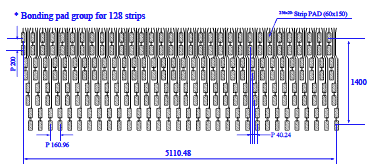 * Bonding pad group for 128 strips
Strip PAD (60x150)
P 200
1400
P 160.96
P 40.24
5110.48